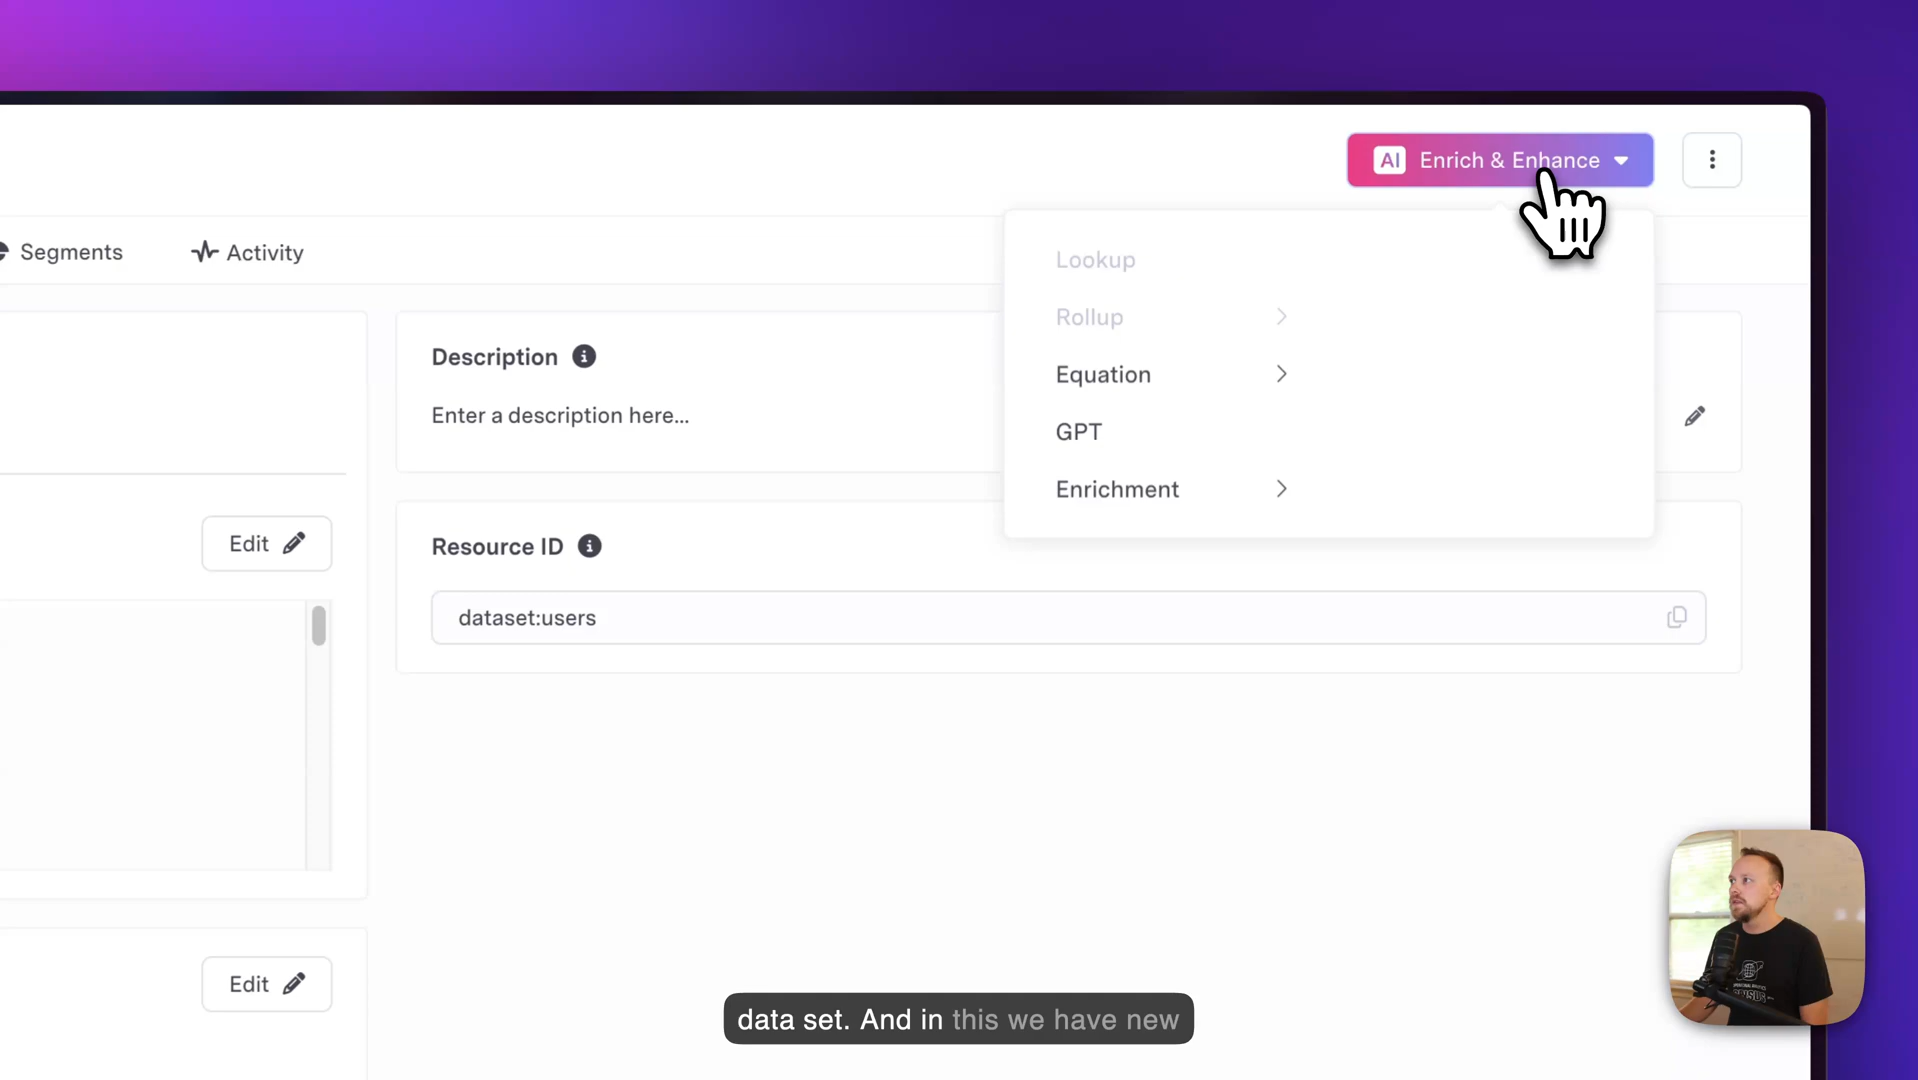 AI Enrich & Enhance
Segments
Activity
Lookup
Rollup
Equation
GPT
Enrichment
Description
Enter a description here...
Edit
Resource ID
dataset:users
Edit
data set. And in this we have new